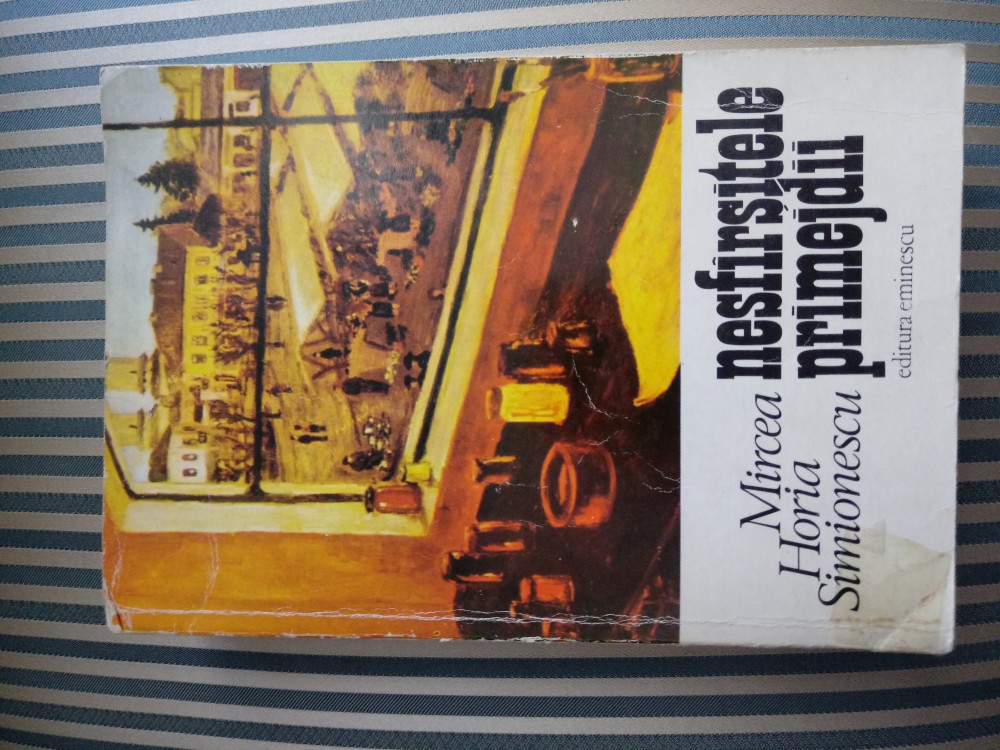 Mircea
Horia
Simionescu
nesfîrșitele
primejdii
editura eminescu